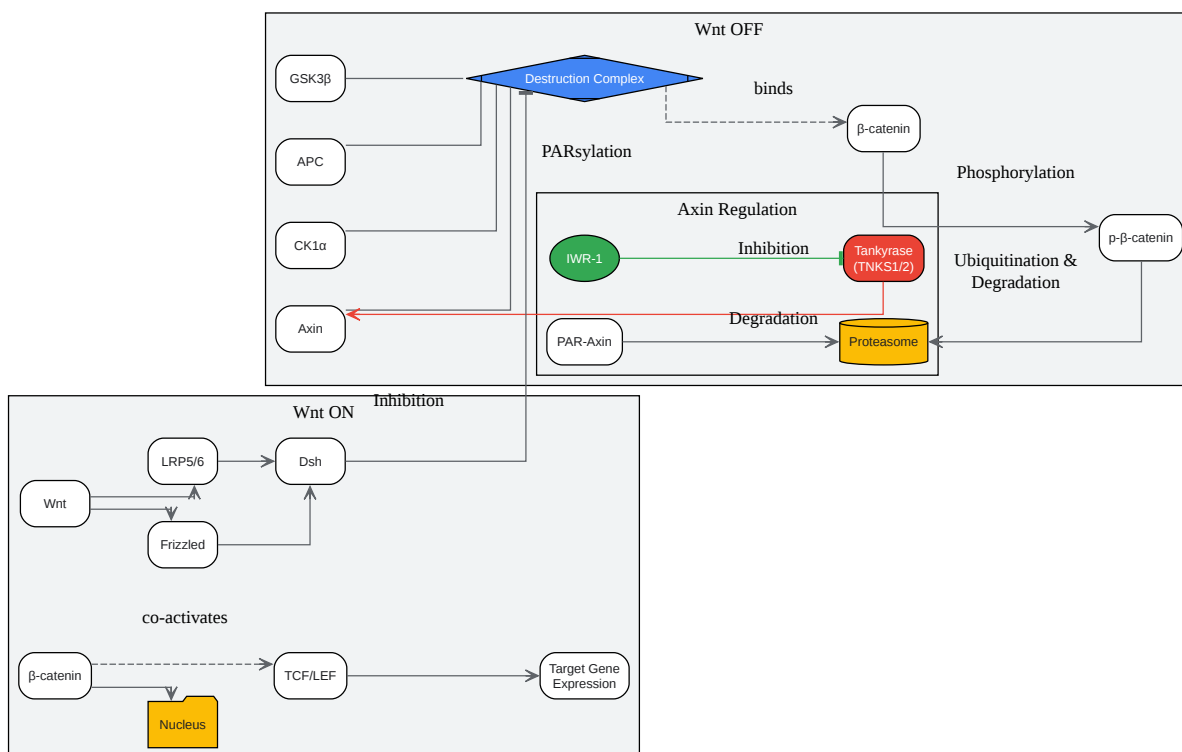 Wnt OFF
GSK3β
Destruction Complex
binds
β-catenin
APC
PARsylation
Phosphorylation
Axin Regulation
CK1α
IWR-1
Inhibition
Tankyrase
(TNKS1/2)
p-β-catenin
Ubiquitination &
Degradation
Axin
Degradation
PAR-Axin
Proteasome
Inhibition
Wnt ON
LRP5/6
Dsh
Wnt
Frizzled
co-activates
β-catenin
TCF/LEF
Target Gene
Expression
Nucleus